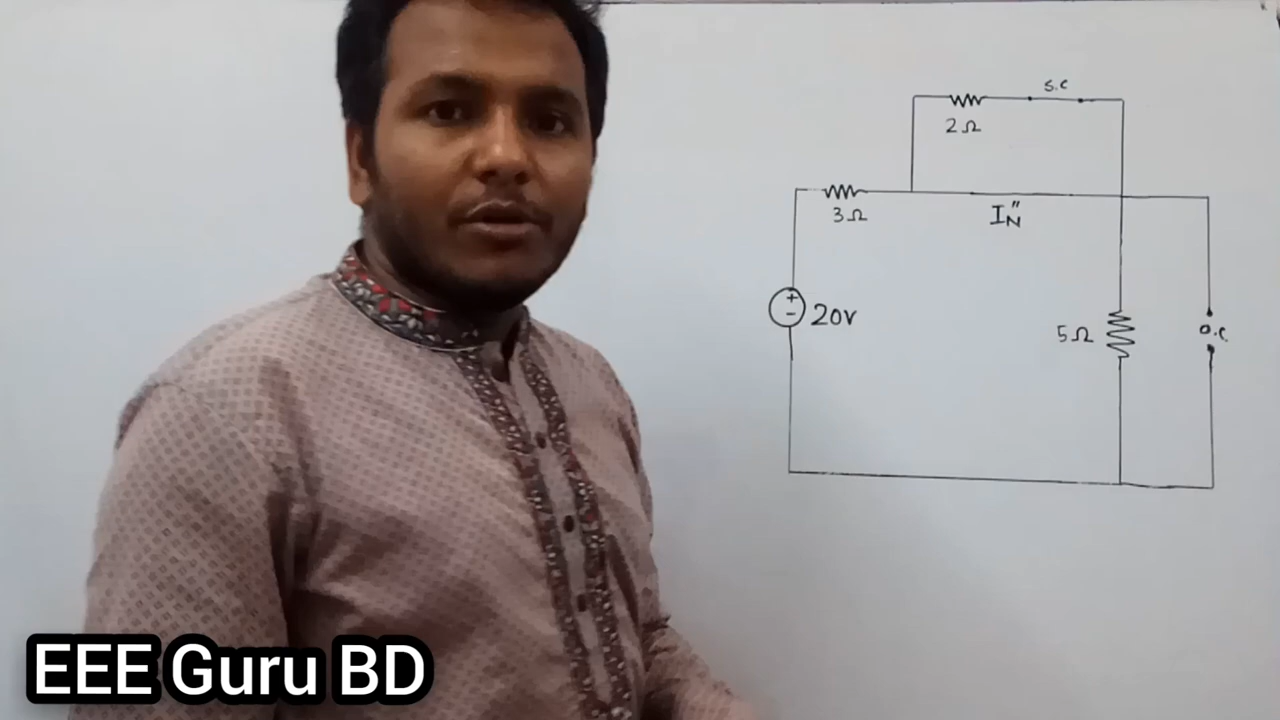 S.C
2Ω
3Ω
I"N
+
-
20v
5Ω
o.c
EEE Guru BD